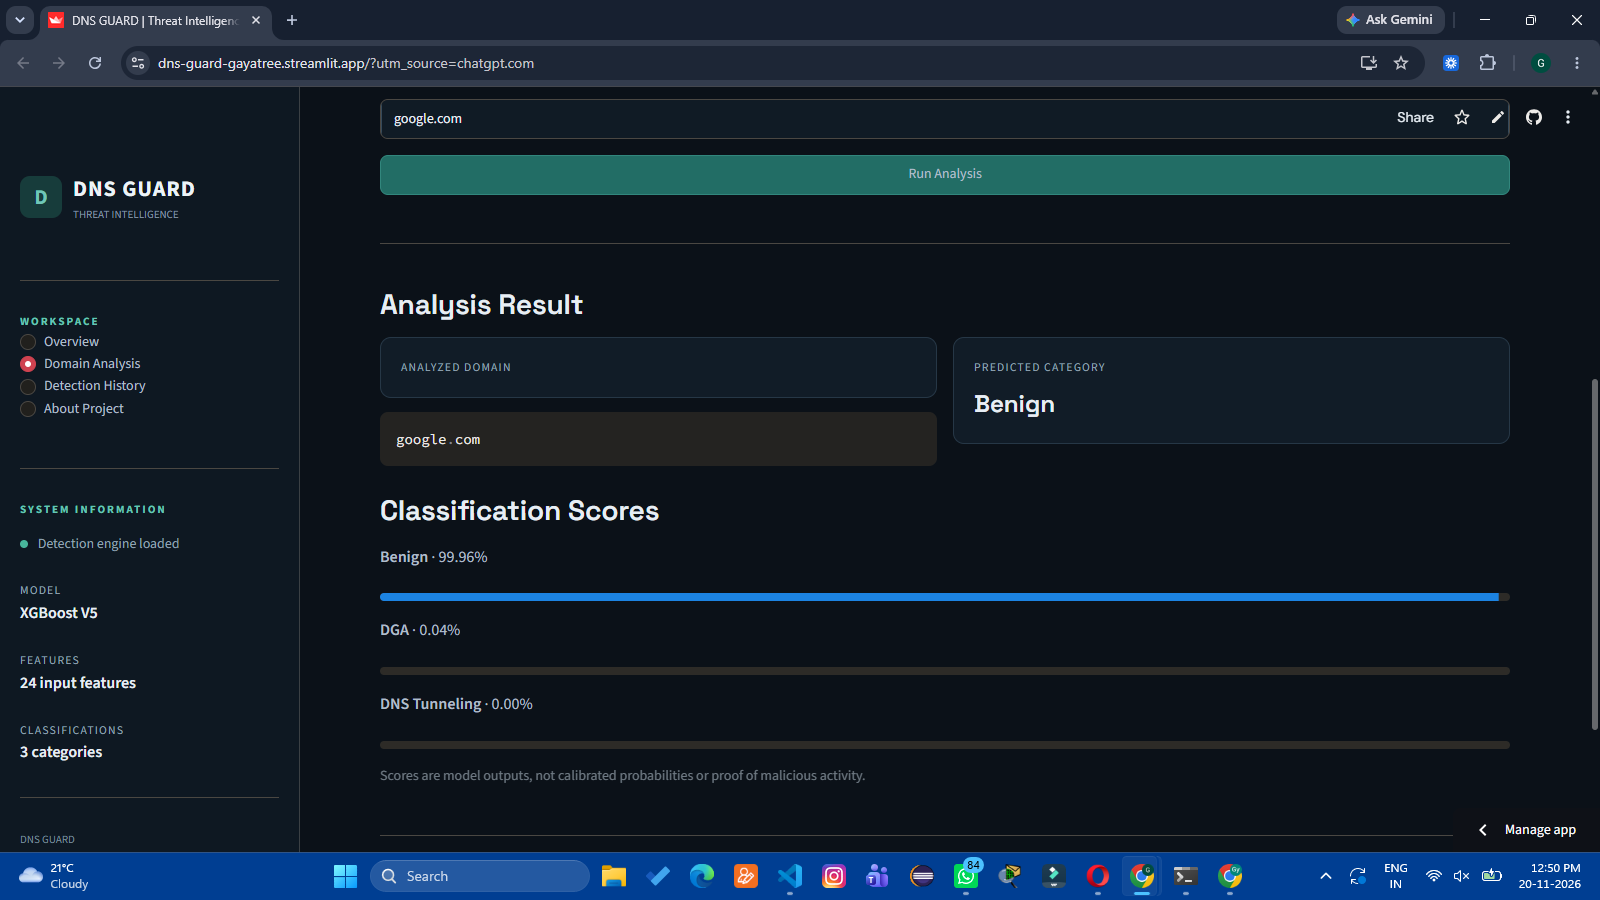 DNS GUARD | Threat Intelligenc
Ask Gemini
dns-guard-gayatree.streamlit.app/?utm_source=chatgpt.com
G
D
DNS GUARD
THREAT INTELLIGENCE
WORKSPACE
Overview
Domain Analysis
Detection History
About Project
SYSTEM INFORMATION
Detection engine loaded
MODEL
XGBoost V5
FEATURES
24 input features
CLASSIFICATIONS
3 categories
DNS GUARD
google.com
Share
Run Analysis
Analysis Result
ANALYZED DOMAIN
google.com
PREDICTED CATEGORY
Benign
Classification Scores
Benign · 99.96%
DGA · 0.04%
DNS Tunneling · 0.00%
Scores are model outputs, not calibrated probabilities or proof of malicious activity.
Manage app
21°C
Cloudy
Search
84
ENG
IN
12:50 PM
20-11-2026